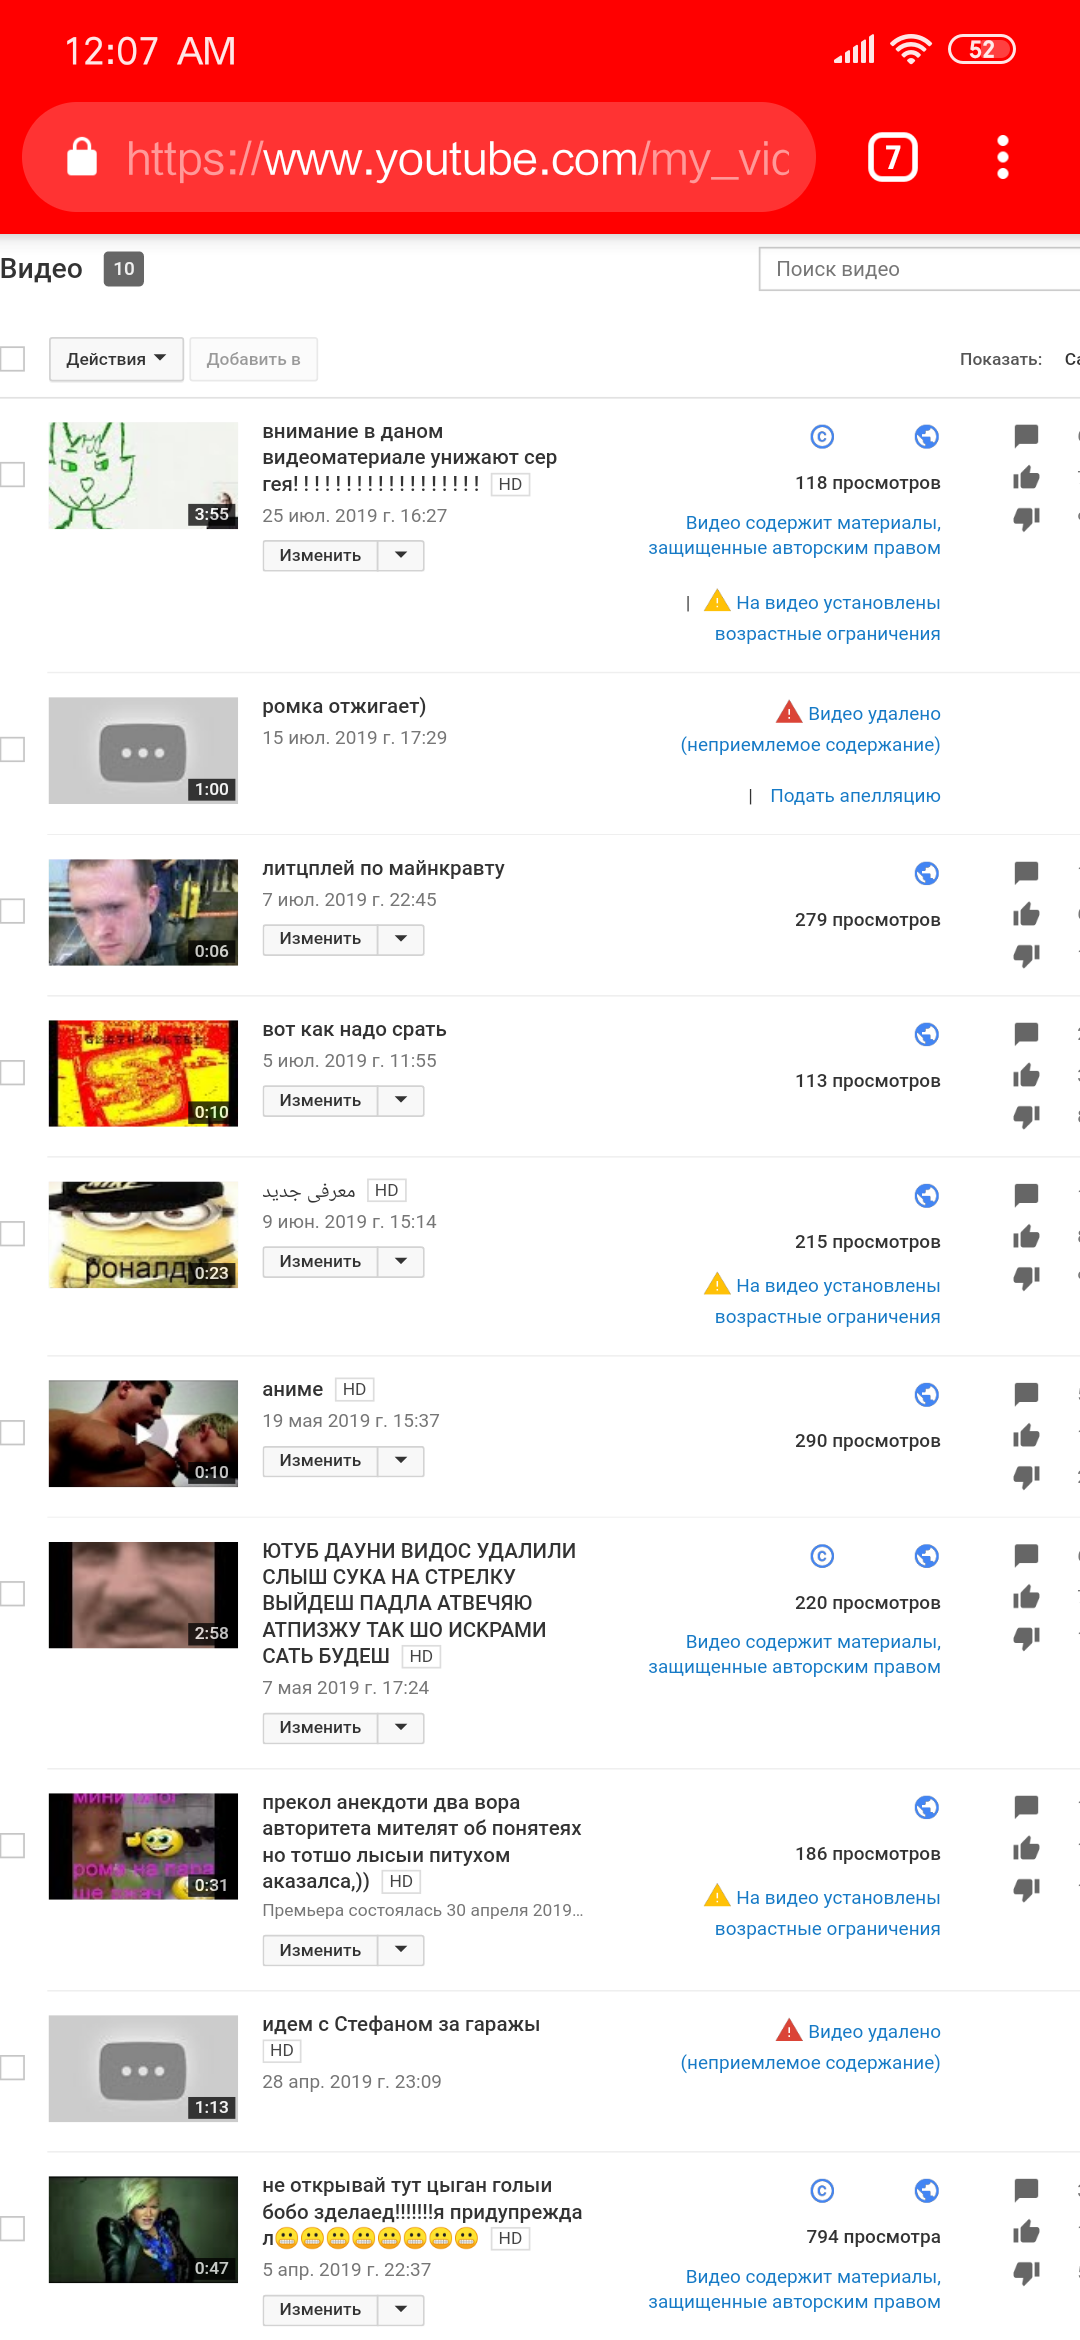 12:07 AM
52
https://www.youtube.com/my_vic
7
Видео 10
Поиск видео
Действия
Добавить в
Показать:
внимание в даном
видеоматериале унижают сер
гея!!!!!!!!!!!!!!!!!! HD
25 июл. 2019 г. 16:27
Изменить
3:55
118 просмотров
Видео содержит материалы,
защищенные авторским правом
| На видео установлены
возрастные ограничения
ромка отжигает)
15 июл. 2019 г. 17:29
1:00
Видео удалено
(неприемлемое содержание)
| Подать апелляцию
литцплей по майнкравту
7 июл. 2019 г. 22:45
Изменить
0:06
279 просмотров
вот как надо срать
5 июл. 2019 г. 11:55
Изменить
0:10
113 просмотров
معرفی جدید HD
9 июн. 2019 г. 15:14
Изменить
0:23
215 просмотров
На видео установлены
возрастные ограничения
аниме HD
19 мая 2019 г. 15:37
Изменить
0:10
290 просмотров
ЮТУБ ДАУНИ ВИДОС УДАЛИЛИ
СЛЫШ СУКА НА СТРЕЛКУ
ВЫЙДЕШ ПАДЛА АТВЕЧЯЮ
АТПИЗЖУ ТАК ШО ИСКРАМИ
САТЬ БУДЕШ HD
7 мая 2019 г. 17:24
Изменить
2:58
220 просмотров
Видео содержит материалы,
защищенные авторским правом
прекол анекдоти два вора
авторитета мителят об понятеях
но тотшо лысыи питухом
аказалса,)) HD
Премьера состоялась 30 апреля 2019...
Изменить
0:31
186 просмотров
На видео установлены
возрастные ограничения
идем с Стефаном за гаражы
HD
28 апр. 2019 г. 23:09
1:13
Видео удалено
(неприемлемое содержание)
не открывай тут цыган голыи
бобо зделаед!!!!!!!я придупрежда
л😬😬😬😬😬😬😬😬 HD
5 апр. 2019 г. 22:37
Изменить
0:47
794 просмотра
Видео содержит материалы,
защищенные авторским правом